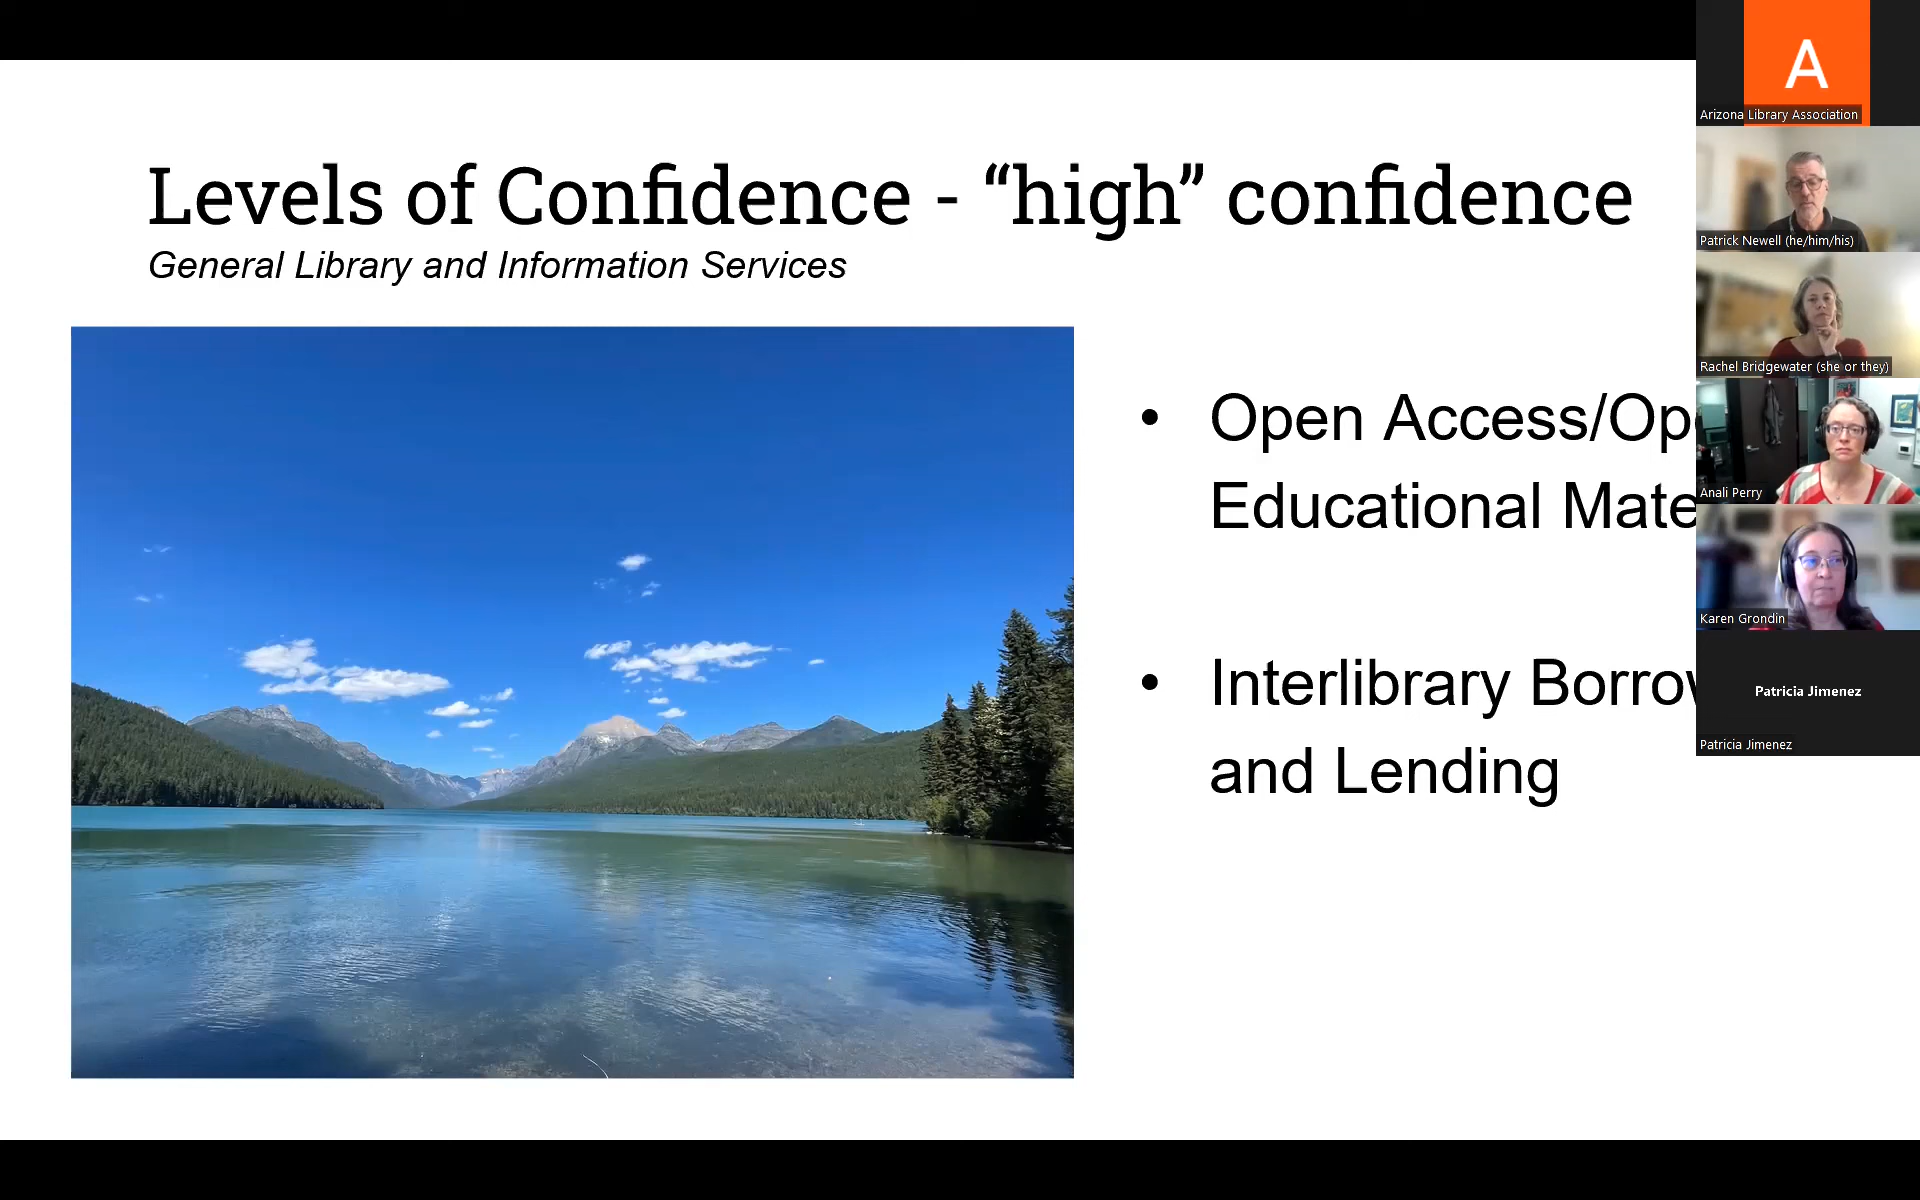 Levels of Confidence - “high” confidence
General Library and Information Services
• Open Access/Op
Educational Mate
• Interlibrary Borro
and Lending
A
Arizona Library Association
Patrick Newell (he/him/his)
Rachel Bridgewater (she or they)
Anali Perry
Karen Grondin
Patricia Jimenez
Patricia Jimenez